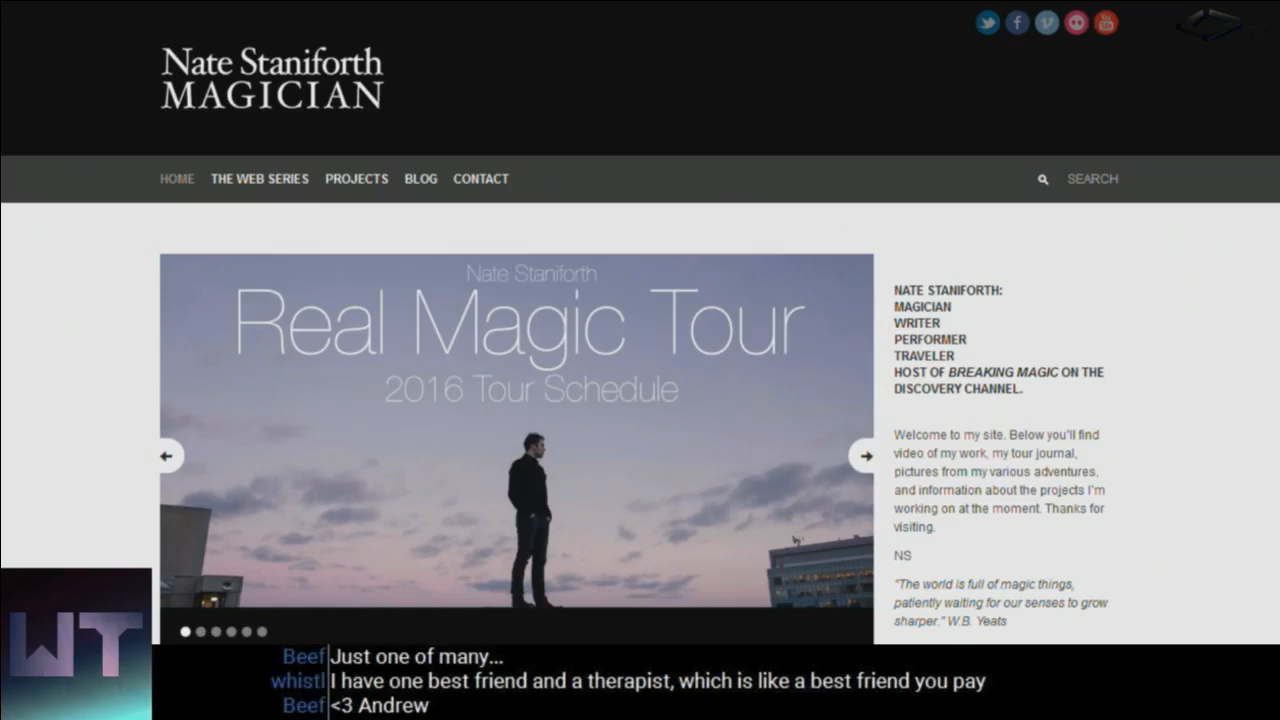 Nate Staniforth
MAGICIAN
HOME THE WEB SERIES PROJECTS BLOG CONTACT SEARCH
Nate Staniforth
Real Magic Tour
2016 Tour Schedule
NATE STANIFORTH:
MAGICIAN
WRITER
PERFORMER
TRAVELER
HOST OF BREAKING MAGIC ON THE
DISCOVERY CHANNEL.
Welcome to my site. Below you'll find
video of my work, my tour journal,
pictures from my various adventures,
and information about the projects I'm
working on at the moment. Thanks for
visiting.
NS
"The world is full of magic things,
patiently waiting for our senses to grow
sharper." W.B. Yeats
WT
Beef Just one of many...
whistl I have one best friend and a therapist, which is like a best friend you pay
Beef <3 Andrew